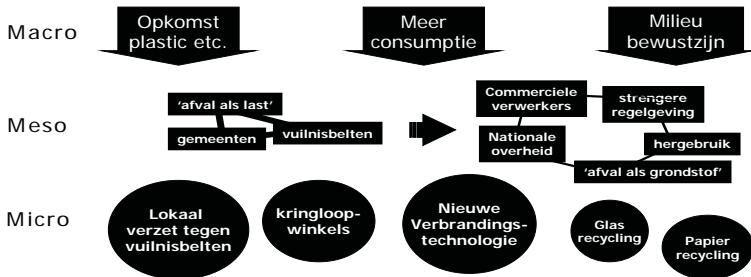 Macro
Opkomst
plastic etc.
Meer
consumptie
Milieu
bewustzijn
Meso
'afval als last'
gemeenten
vuilnisbelten
Commerciele
verwerkers
strengere
regelgeving
Nationale
overheid
hergebruik
'afval als grondstof'
Micro
Lokaal
verzet tegen
vuilnisbelten
kringloop-
winkels
Nieuwe
Verbrandings-
technologie
Glas
recycling
Papier
recycling